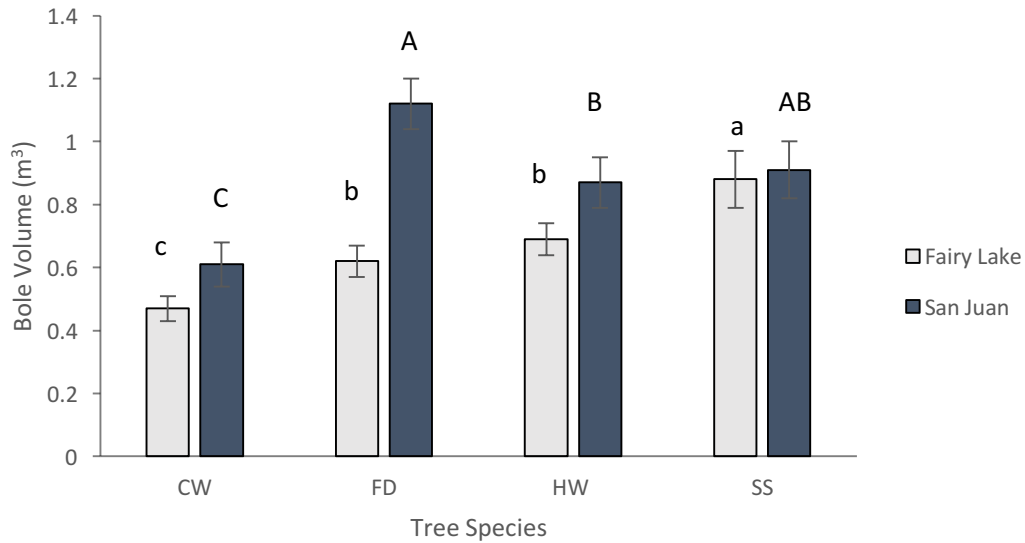 1.4
1.2
1
0.8
0.6
0.4
0.2
0
Bole Volume (m³)
c
C
b
A
b
B
a
AB
CW
FD
HW
SS
Tree Species
Fairy Lake
San Juan